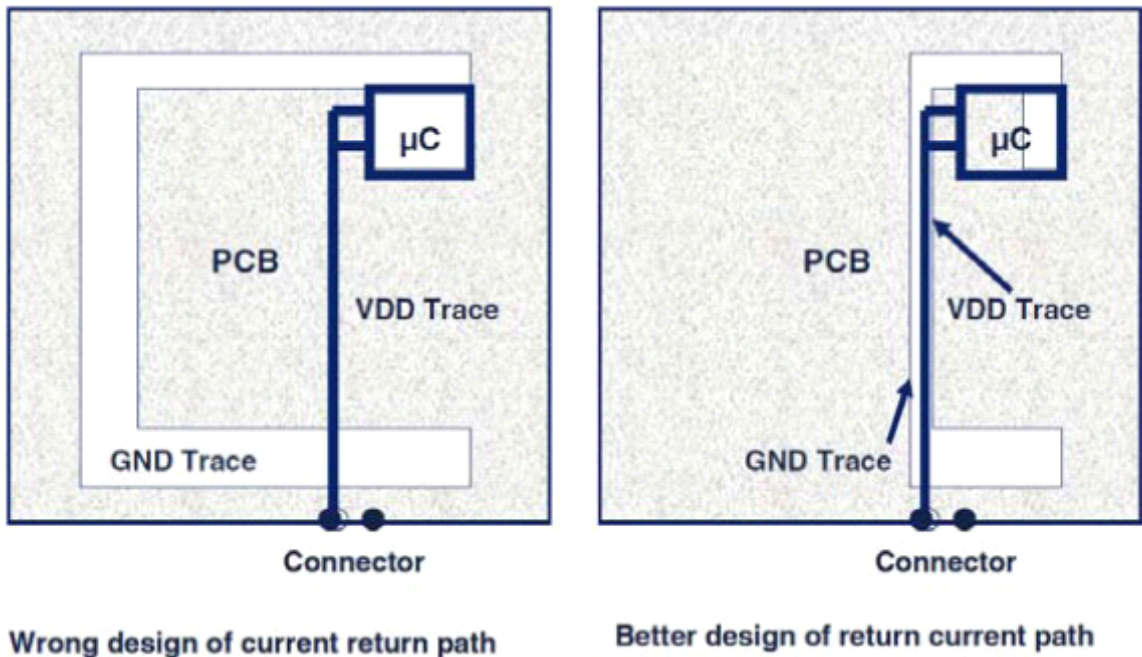 µC
PCB
VDD Trace
GND Trace
Connector
Wrong design of current return path
µC
PCB
VDD Trace
GND Trace
Connector
Better design of return current path